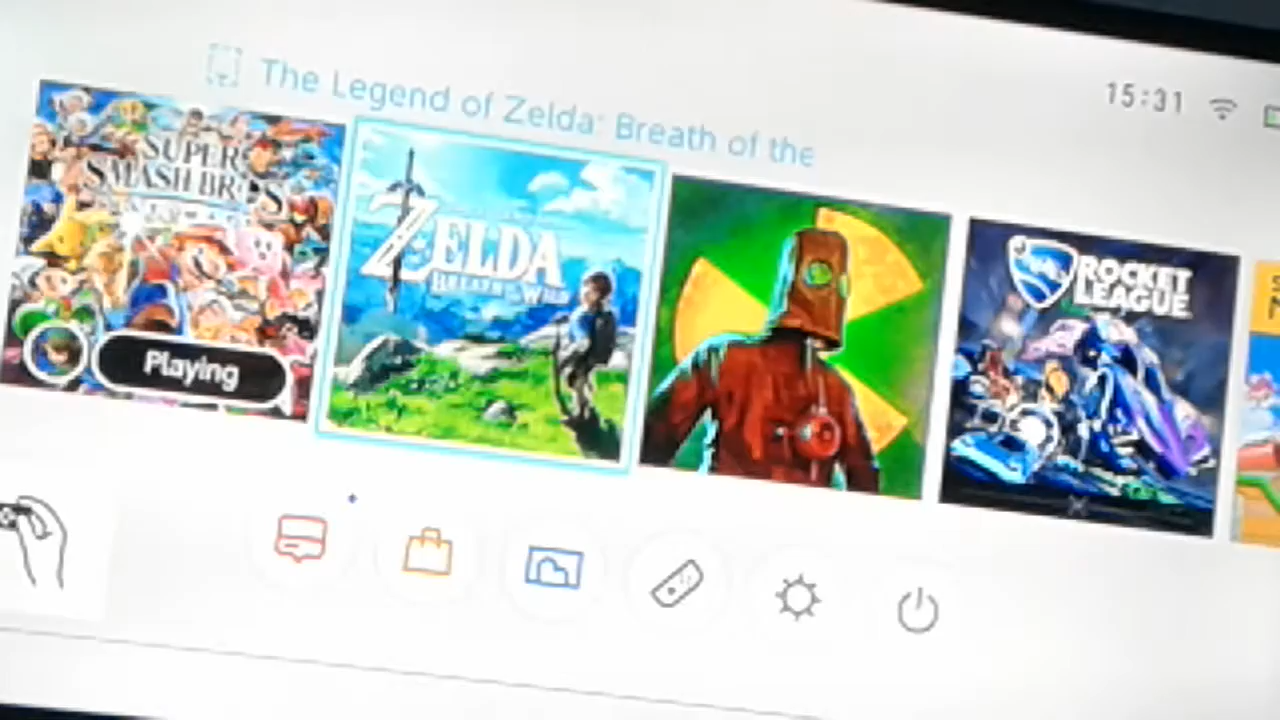 The Legend of Zelda: Breath of the
15:31
SUPER
SMASH BROS
Playing
ZELDA
BREATH OF THE WILD
ROCKET
LEAGUE